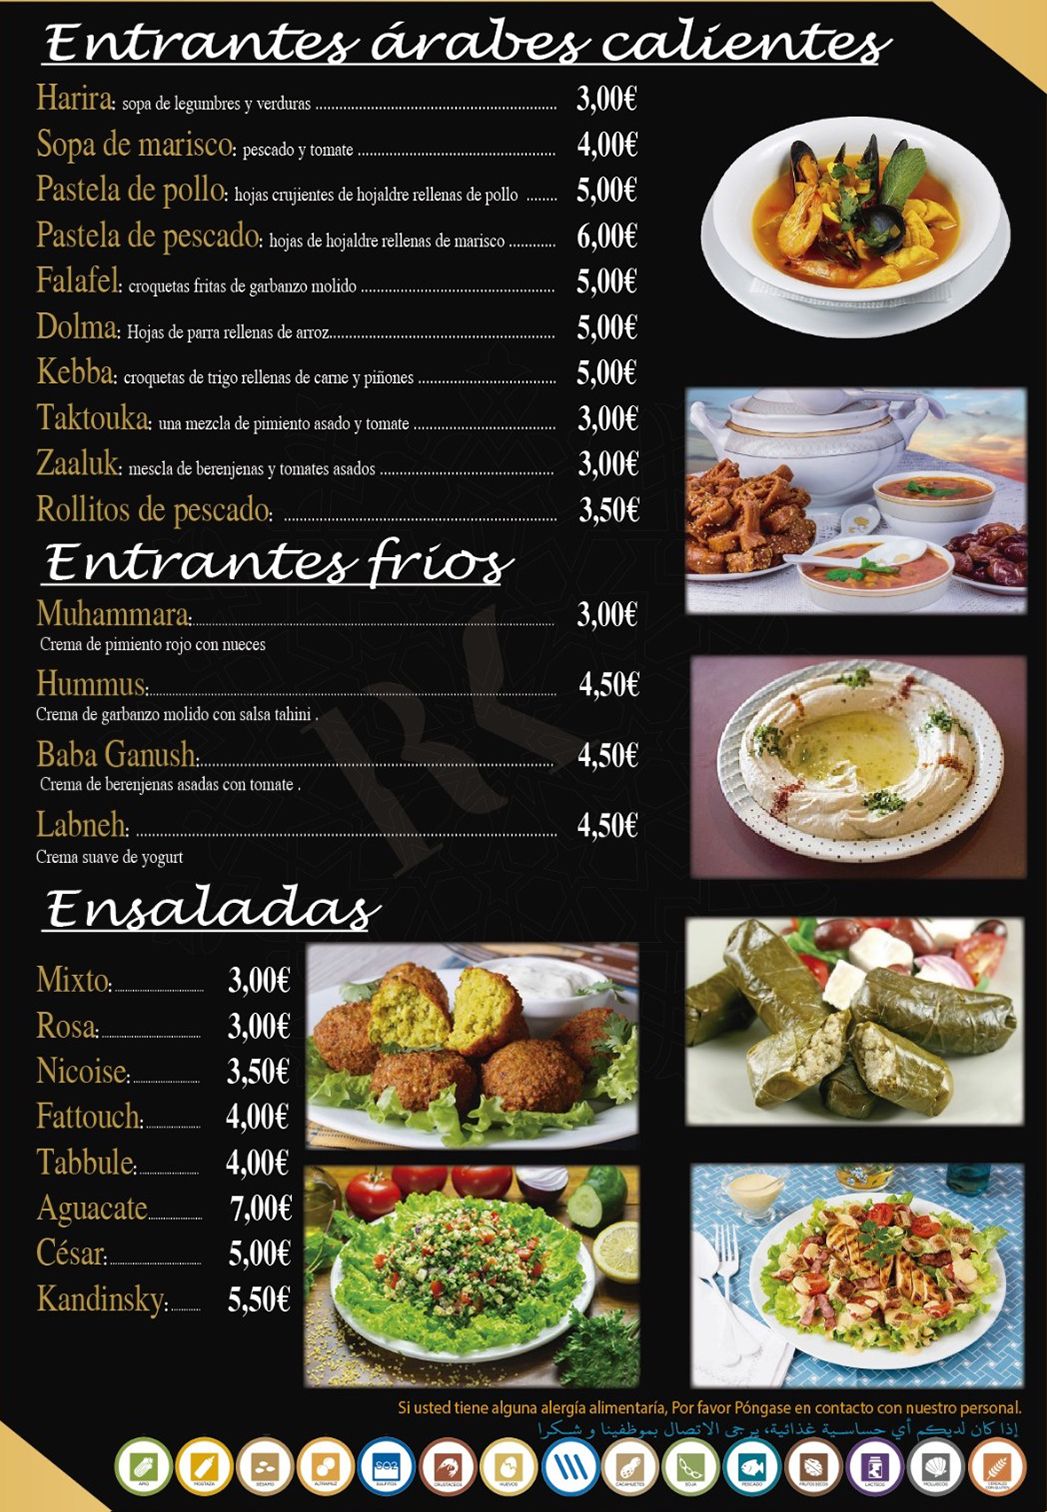 Entrantes árabes calientes
Harira: sopa de legumbres y verduras ........ 3,00€
Sopa de marisco: pescado y tomate ........ 4,00€
Pastela de pollo: hojas crujientes de hojaldre rellenas de pollo ........ 5,00€
Pastela de pescado: hojas de hojaldre rellenas de marisco ........ 6,00€
Falafel: croquetas fritas de garbanzo molido ........ 5,00€
Dolma: Hojas de parra rellenas de arroz........ 5,00€
Kebba: croquetas de trigo rellenas de carne y piñones ........ 5,00€
Taktouka: una mezcla de pimiento asado y tomate ........ 3,00€
Zaaluk: mescla de berenjenas y tomates asados ........ 3,00€
Rollitos de pescado: ........ 3,50€
Entrantes fríos
Muhammara:........ 3,00€
Crema de pimiento rojo con nueces
Hummus:........ 4,50€
Crema de garbanzo molido con salsa tahini .
Baba Ganush:........ 4,50€
Crema de berenjenas asadas con tomate .
Labneh: ........ 4,50€
Crema suave de yogurt
Ensaladas
Mixto:........ 3,00€
Rosa:........ 3,00€
Nicoise:........ 3,50€
Fattouch:........ 4,00€
Tabbule:........ 4,00€
Aguacate........ 7,00€
César:........ 5,00€
Kandinsky:........ 5,50€
Si usted tiene alguna alergía alimentaría, Por favor Póngase en contacto con nuestro personal.
إذا كان لديكم أي حساسية غذائية، يرجى الاتصال بموظفينا و شكرا
APIO MOSTAZA SÉSAMO ALTRAMUZ SO2 SULFITOS CRUSTÁCEOS HUEVOS CACAHUETES SOJA PESCADO FRUTOS SECOS LÁCTEOS MOLUSCOS CEREALES CON GLUTEN